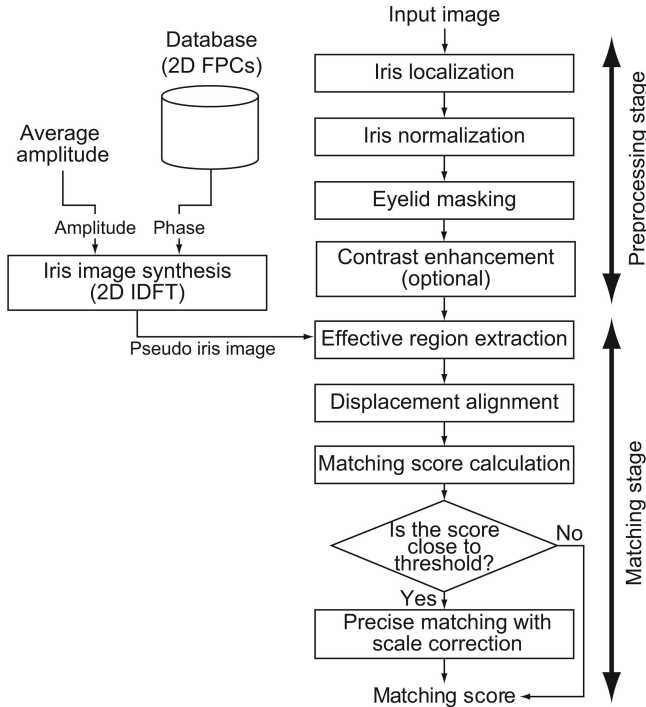 Input image
Database
(2D FPCs)
Iris localization
Average
amplitude
Iris normalization
Eyelid masking
Amplitude
Phase
Iris image synthesis
(2D IDFT)
Contrast enhancement
(optional)
Preprocessing stage
Pseudo iris image
Effective region extraction
Displacement alignment
Matching score calculation
Is the score
close to
threshold?
No
Yes
Precise matching with
scale correction
Matching score
Matching stage